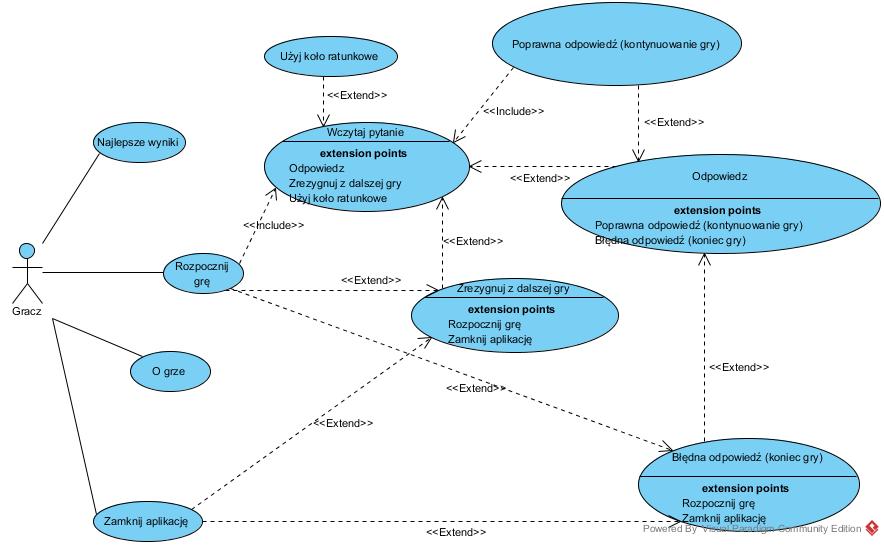 Użyj koło ratunkowe
Poprawna odpowiedź (kontynuowanie gry)
<<Extend>>
<<Include>>
<<Extend>>
Najlepsze wyniki
Wczytaj pytanie
extension points
Odpowiedz
Zrezygnuj z dalszej gry
Użyj koło ratunkowe
<<Extend>>
Odpowiedz
extension points
Poprawna odpowiedź (kontynuowanie gry)
Błędna odpowiedź (koniec gry)
<<Include>>
<<Extend>>
Rozpocznij
grę
<<Extend>>
Gracz
Zrezygnuj z dalszej gry
extension points
Rozpocznij grę
Zamknij aplikację
O grze
<<Extend>>
<<Extend>>
<<Extend>>
Błędna odpowiedź (koniec gry)
extension points
Rozpocznij grę
Zamknij aplikację
Zamknij aplikację
<<Extend>>
Powered By Visual Paradigm Community Edition